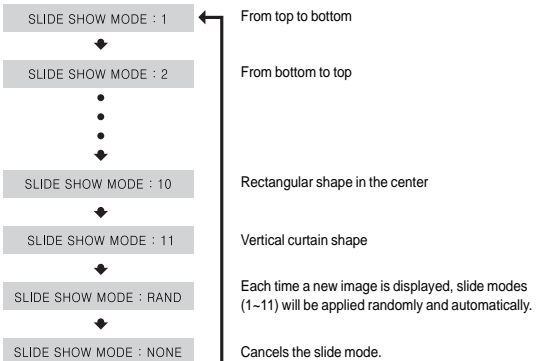 SLIDE SHOW MODE : 1
From top to bottom
SLIDE SHOW MODE : 2
From bottom to top
SLIDE SHOW MODE : 10
Rectangular shape in the center
SLIDE SHOW MODE : 11
Vertical curtain shape
SLIDE SHOW MODE : RAND
Each time a new image is displayed, slide modes
(1~11) will be applied randomly and automatically.
SLIDE SHOW MODE : NONE
Cancels the slide mode.